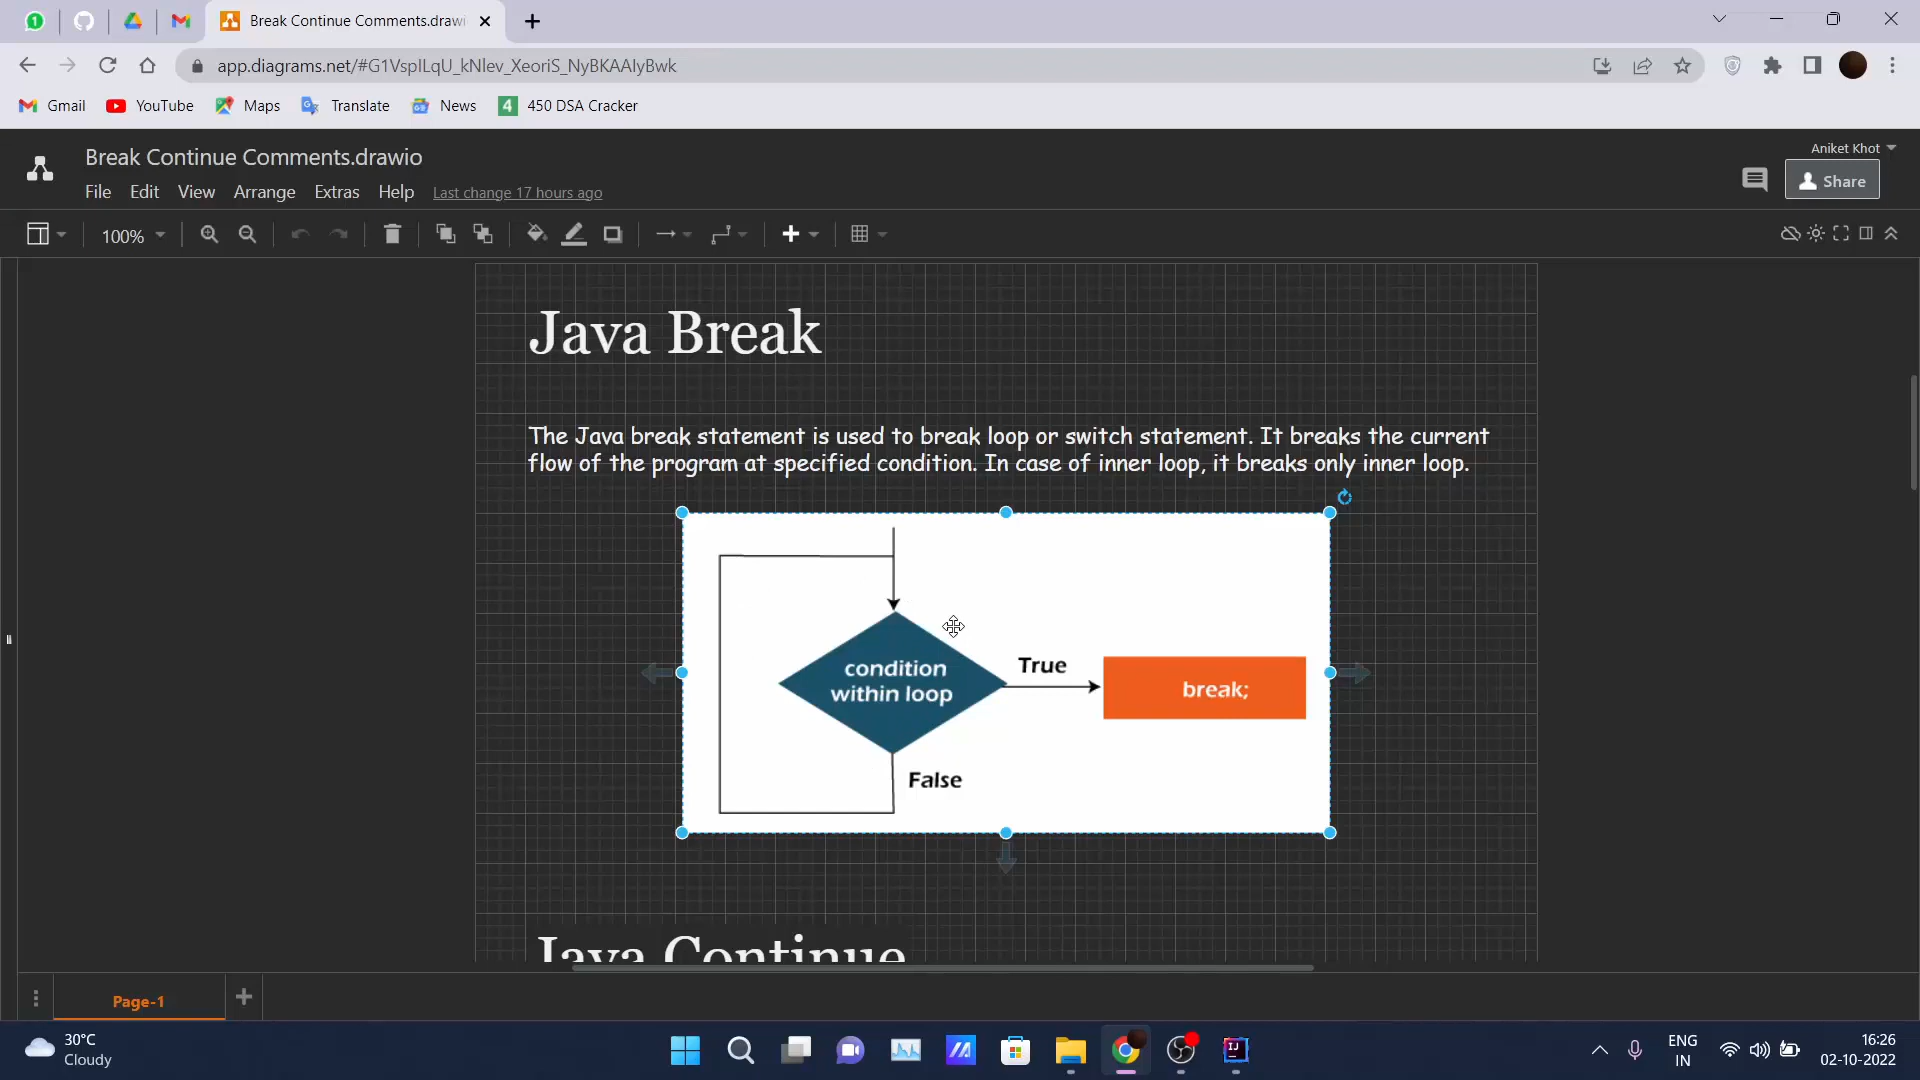 Break Continue Comments.drawi
app.diagrams.net/#G1VspILqU_kNlev_XeoriS_NyBKAAIyBwk
Gmail YouTube Maps Translate News 4 450 DSA Cracker
Break Continue Comments.drawio
Aniket Khot
File Edit View Arrange Extras Help Last change 17 hours ago
Share
100%
Java Break
The Java break statement is used to break loop or switch statement. It breaks the current
flow of the program at specified condition. In case of inner loop, it breaks only inner loop.
condition
within loop
True
break;
False
Java Continue
Page-1
30°C
Cloudy
ENG
IN
16:26
02-10-2022